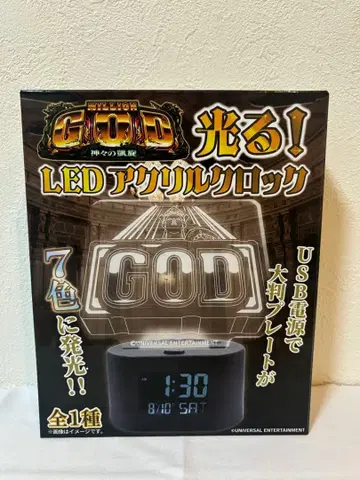 MILLION
GOD
神々の凱旋
光る!
LEDアクリルクロック
USB電源で
大判プレートが
7色に発光!!
GOD
©UNIVERSAL ENTERTAINMENT
1:30
8/10 SAT
全1種
※画像はイメージです。
©UNIVERSAL ENTERTAINMENT